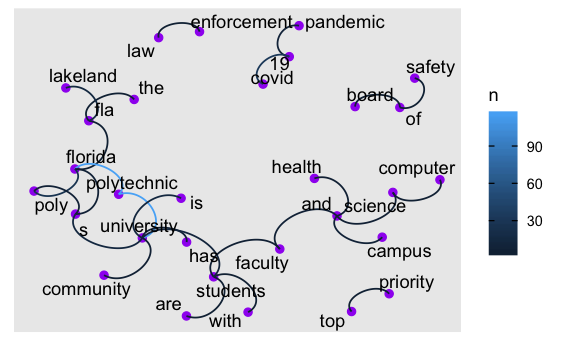 enforcement
pandemic
law
19
covid
lakeland
the
fla
safety
board
of
n
90
60
30
florida
polytechnic
poly
s
university
is
has
health
computer
and
science
campus
faculty
community
students
are
with
priority
top